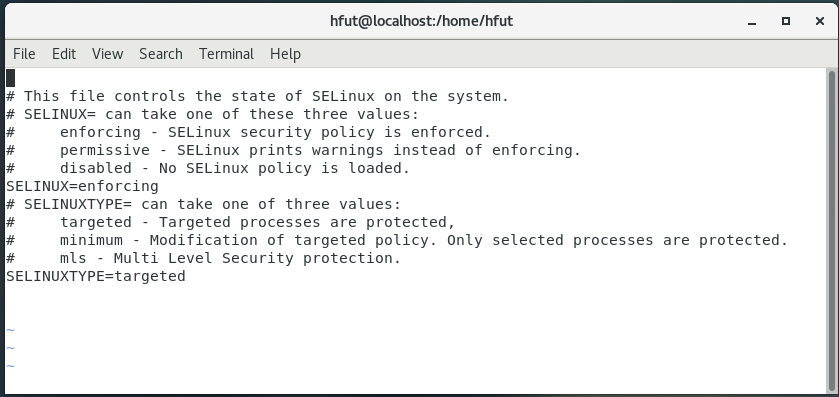 hfut@localhost:/home/hfut
File Edit View Search Terminal Help
# This file controls the state of SELinux on the system.
# SELINUX= can take one of these three values:
#     enforcing - SELinux security policy is enforced.
#     permissive - SELinux prints warnings instead of enforcing.
#     disabled - No SELinux policy is loaded.
SELINUX=enforcing
# SELINUXTYPE= can take one of three values:
#     targeted - Targeted processes are protected,
#     minimum - Modification of targeted policy. Only selected processes are protected.
#     mls - Multi Level Security protection.
SELINUXTYPE=targeted
~
~
~